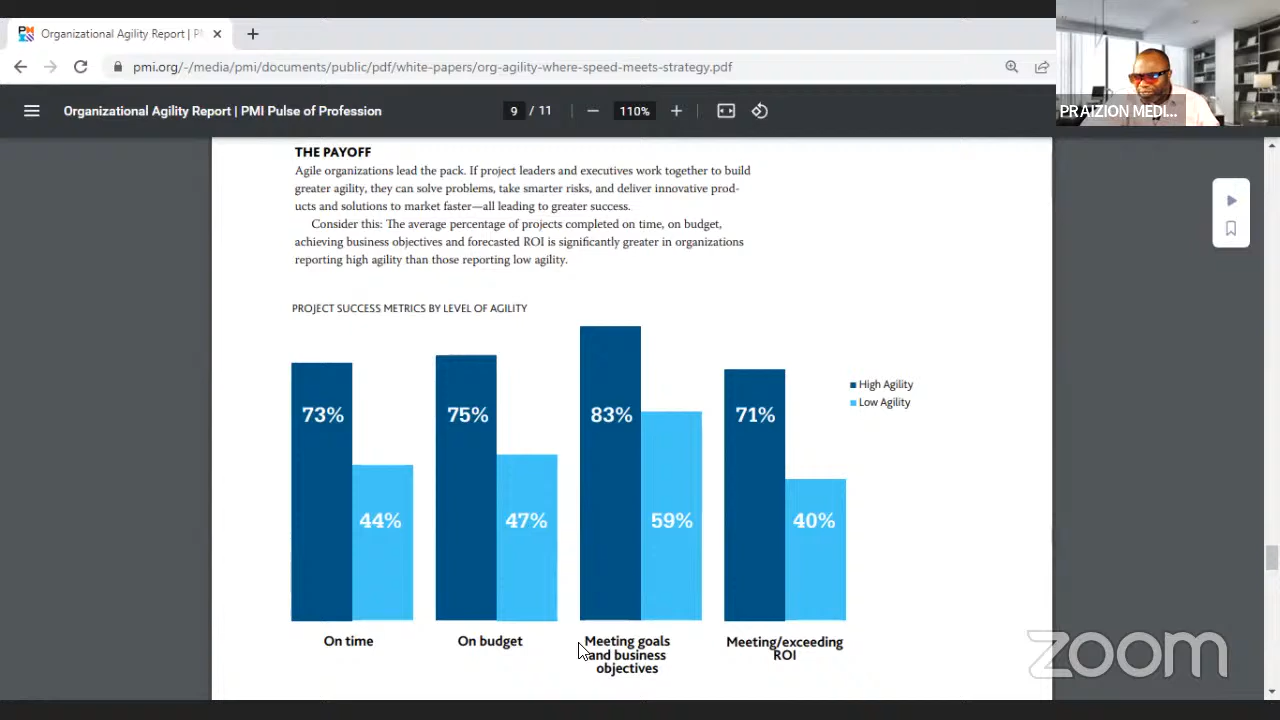 Organizational Agility Report | P
pmi.org/-/media/pmi/documents/public/pdf/white-papers/org-agility-where-speed-meets-strategy.pdf
PRAIZION MEDI...
Organizational Agility Report | PMI Pulse of Profession
9 / 11
110%
THE PAYOFF
Agile organizations lead the pack. If project leaders and executives work together to build
greater agility, they can solve problems, take smarter risks, and deliver innovative prod-
ucts and solutions to market faster—all leading to greater success.
Consider this: The average percentage of projects completed on time, on budget,
achieving business objectives and forecasted ROI is significantly greater in organizations
reporting high agility than those reporting low agility.
PROJECT SUCCESS METRICS BY LEVEL OF AGILITY
High Agility
Low Agility
73%
75%
83%
71%
44%
47%
59%
40%
On time
On budget
Meeting goals
and business
objectives
Meeting/exceeding
ROI
zoom